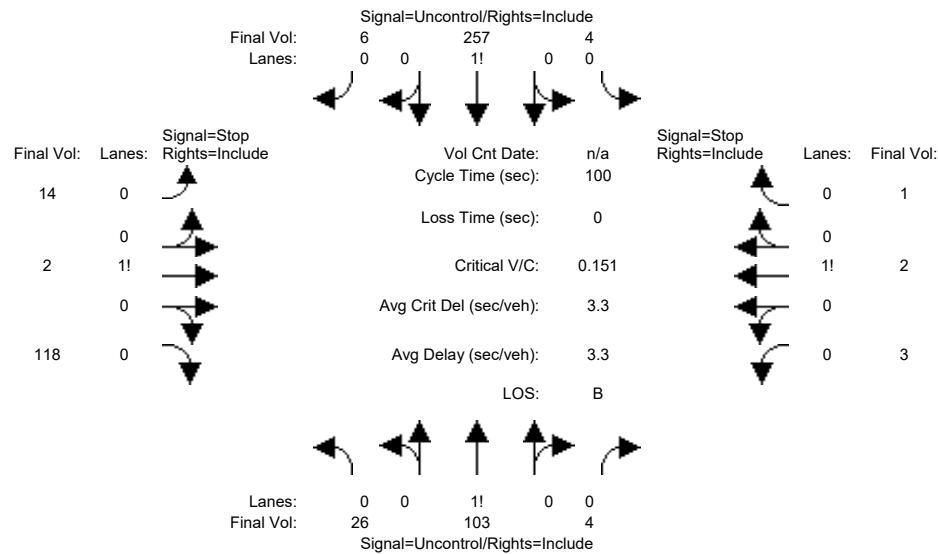 Signal=Uncontrol/Rights=Include
Final Vol: 6 257 4
Lanes: 0 0 1! 0 0
Signal=Stop Signal=Stop
Final Vol: Lanes: Rights=Include Vol Cnt Date: n/a Rights=Include Lanes: Final Vol:
Cycle Time (sec): 100
14 0 0 1
Loss Time (sec): 0
0 0
2 1! Critical V/C: 0.151 1! 2
0 Avg Crit Del (sec/veh): 3.3 0
118 0 Avg Delay (sec/veh): 3.3 0 3
LOS: B
Lanes: 0 0 1! 0 0
Final Vol: 26 103 4
Signal=Uncontrol/Rights=Include